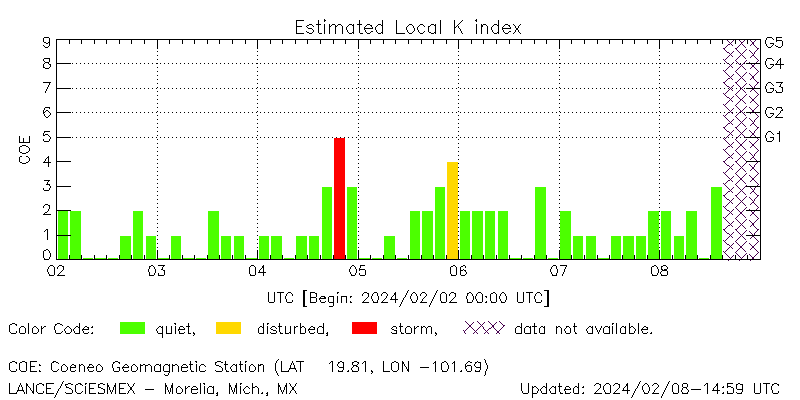 Estimated Local K index
9 G5
8 G4
7 G3
6 G2
5 G1
4
3
2
1
0
COE
02 03 04 05 06 07 08
UTC [Begin: 2024/02/02 00:00 UTC]
Color Code: quiet, disturbed, storm, data not available.
COE: Coeneo Geomagnetic Station (LAT 19.81, LON -101.69)
LANCE/SCiESMEX - Morelia, Mich., MX Updated: 2024/02/08-14:59 UTC